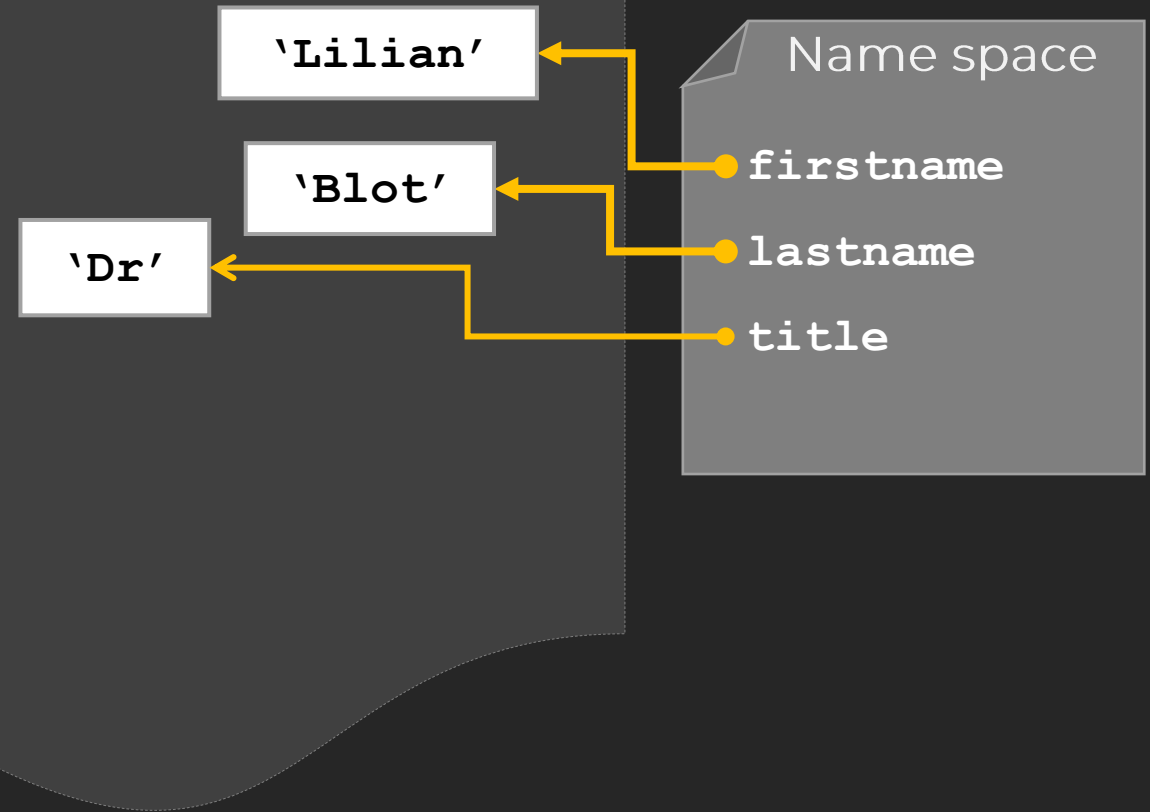 ‘Lilian’
Name space
‘Blot’
firstname
‘Dr’
lastname
title